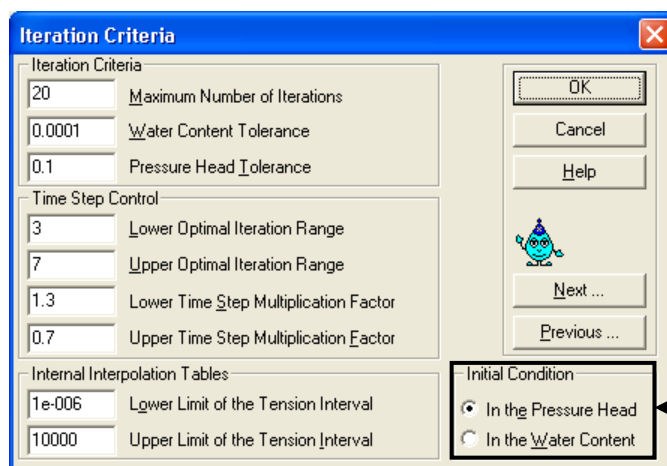 Iteration Criteria
Iteration Criteria
20 Maximum Number of Iterations
0.0001 Water Content Tolerance
0.1 Pressure Head Tolerance
Time Step Control
3 Lower Optimal Iteration Range
7 Upper Optimal Iteration Range
1.3 Lower Time Step Multiplication Factor
0.7 Upper Time Step Multiplication Factor
Internal Interpolation Tables
1e-006 Lower Limit of the Tension Interval
10000 Upper Limit of the Tension Interval
OK
Cancel
Help
Next ...
Previous ...
Initial Condition
In the Pressure Head
In the Water Content